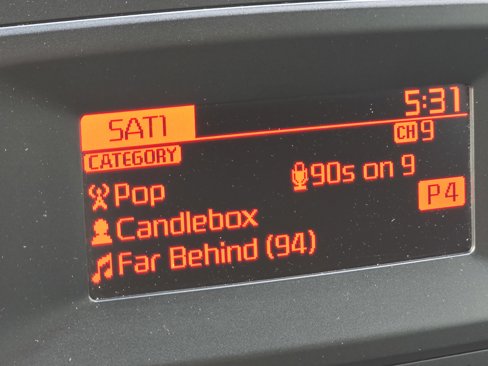 SAT1
5:31
CH 9
CATEGORY
90s on 9
Pop
P4
Candlebox
Far Behind (94)